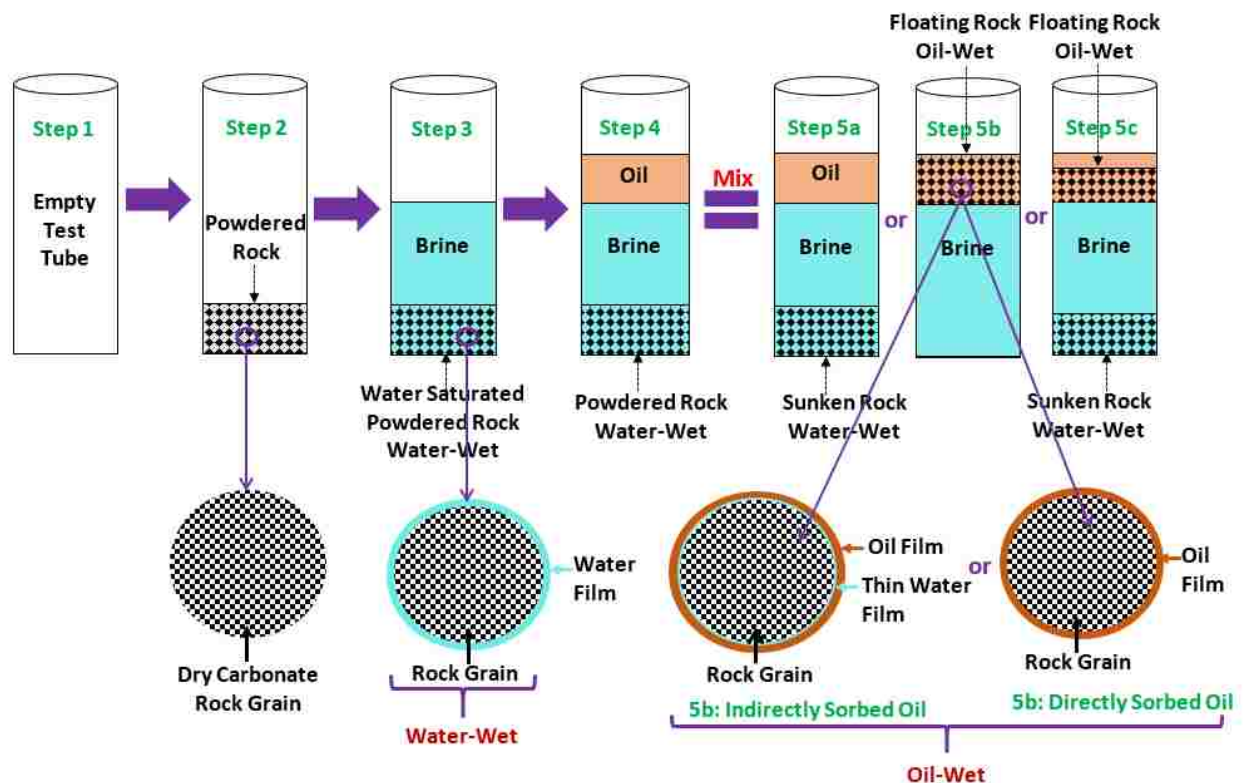 Floating Rock
Oil-Wet
Floating Rock
Oil-Wet
Step 1
Step 2
Step 3
Step 4
Step 5a
Step 5b
Step 5c
Empty
Test
Tube
Powdered
Rock
Brine
Oil
Brine
Mix
Oil
Brine
or
Brine
or
Brine
Water Saturated
Powdered Rock
Water-Wet
Powdered Rock
Water-Wet
Sunken Rock
Water-Wet
Sunken Rock
Water-Wet
Dry Carbonate
Rock Grain
Water
Film
Rock Grain
Water-Wet
Oil Film
Thin Water
Film
Rock Grain
or
Oil
Film
Rock Grain
5b: Indirectly Sorbed Oil
5b: Directly Sorbed Oil
Oil-Wet